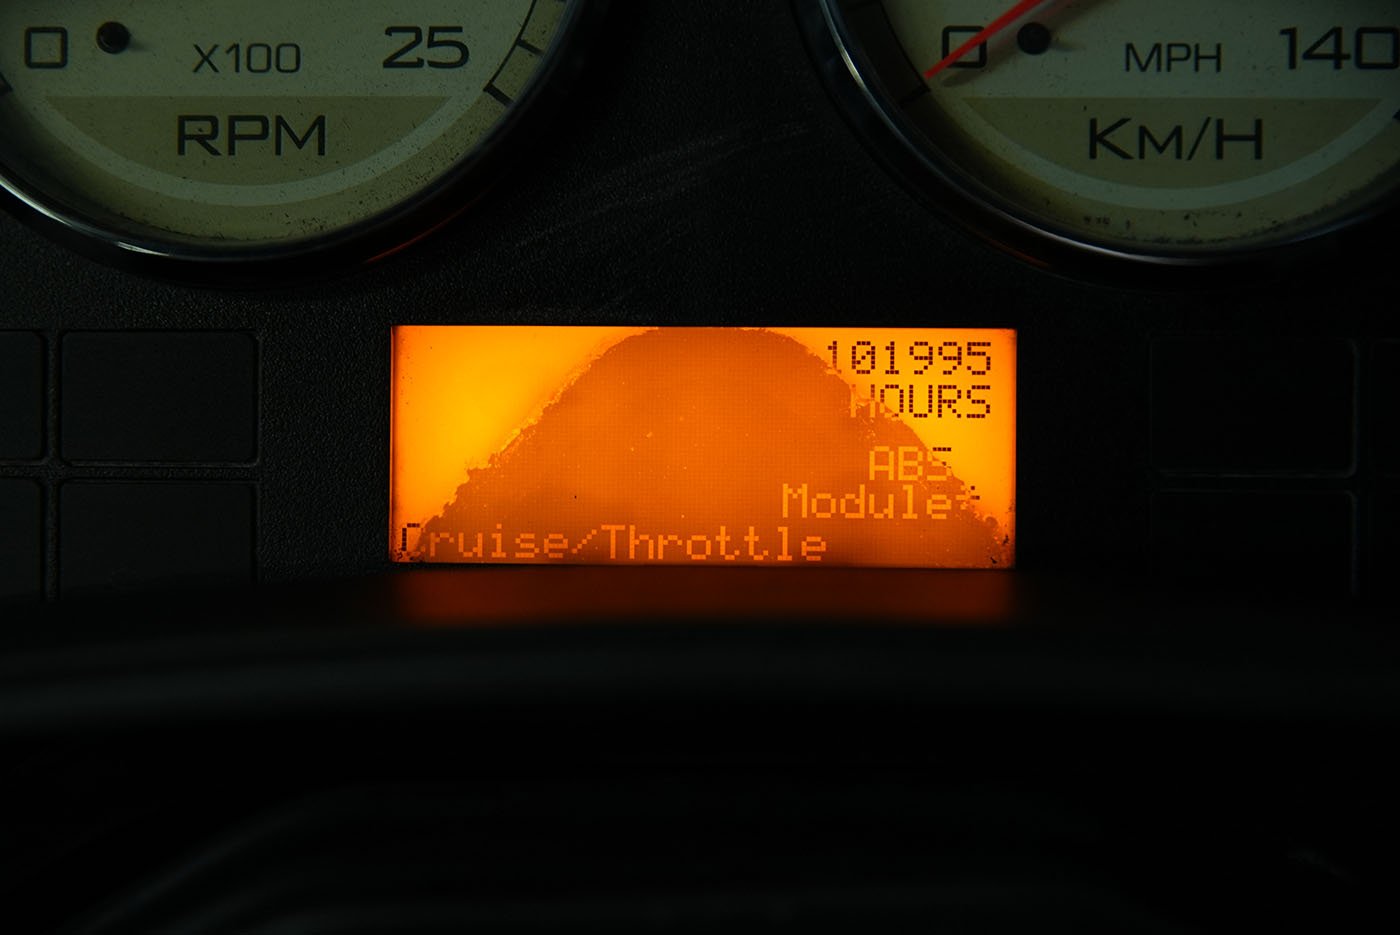 0 X100 25
RPM
0 MPH 140
KM/H
101995
HOURS
ABS
Module
Cruise/Throttle